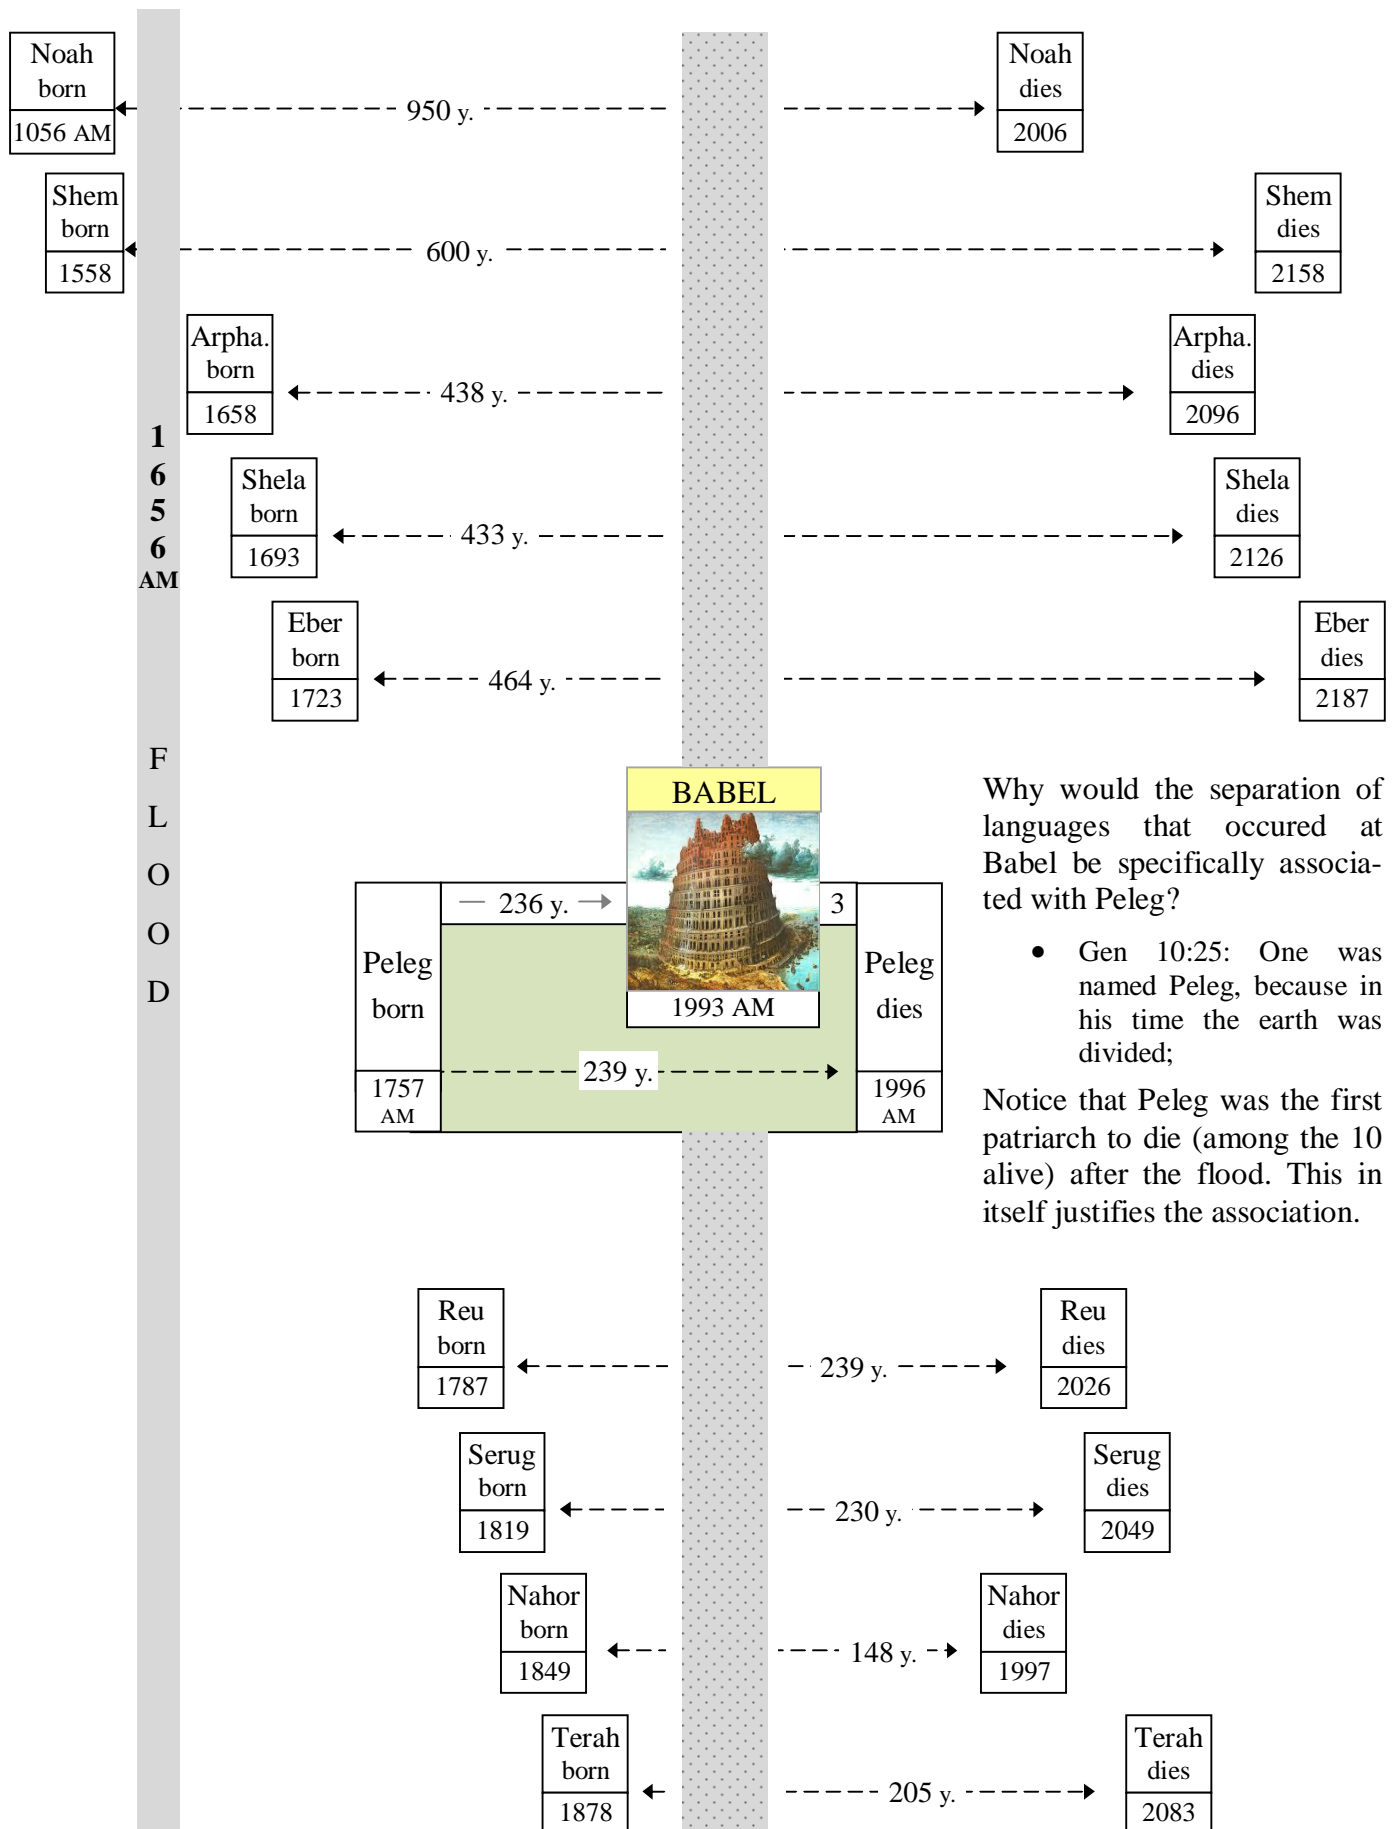 Noah
born
1056 AM
950 y.
Noah
dies
2006
Shem
born
1558
600 y.
Shem
dies
2158
Arpha.
born
1658
438 y.
Arpha.
dies
2096
1
6
5
6
AM
Shela
born
1693
433 y.
Shela
dies
2126
Eber
born
1723
464 y.
Eber
dies
2187
F
L
O
O
D
BABEL
236 y.
3
Peleg
born
1993 AM
Peleg
dies
239 y.
1757
AM
1996
AM
Why would the separation of
languages that occured at
Babel be specifically associa-
ted with Peleg?
• Gen 10:25: One was
named Peleg, because in
his time the earth was
divided;
Notice that Peleg was the first
patriarch to die (among the 10
alive) after the flood. This in
itself justifies the association.
Reu
born
1787
239 y.
Reu
dies
2026
Serug
born
1819
230 y.
Serug
dies
2049
Nahor
born
1849
148 y.
Nahor
dies
1997
Terah
born
1878
205 y.
Terah
dies
2083